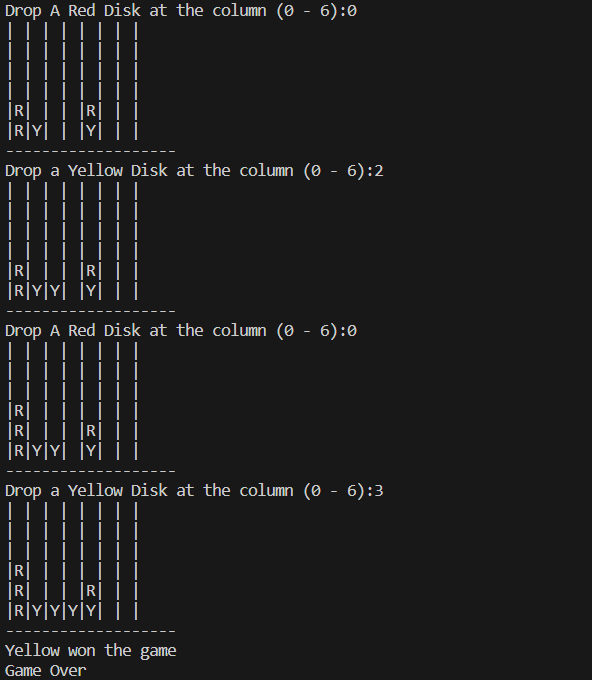 Drop A Red Disk at the column (0 - 6):0
| | | | | | | |
| | | | | | | |
| | | | | | | |
| | | | | | | |
|R| | | |R| | |
|R|Y| | |Y| | |
-------------------
Drop a Yellow Disk at the column (0 - 6):2
| | | | | | | |
| | | | | | | |
| | | | | | | |
| | | | | | | |
|R| | | |R| | |
|R|Y|Y| |Y| | |
-------------------
Drop A Red Disk at the column (0 - 6):0
| | | | | | | |
| | | | | | | |
| | | | | | | |
|R| | | | | | |
|R| | | |R| | |
|R|Y|Y| |Y| | |
-------------------
Drop a Yellow Disk at the column (0 - 6):3
| | | | | | | |
| | | | | | | |
| | | | | | | |
|R| | | | | | |
|R| | | |R| | |
|R|Y|Y|Y|Y| | |
-------------------
Yellow won the game
Game Over